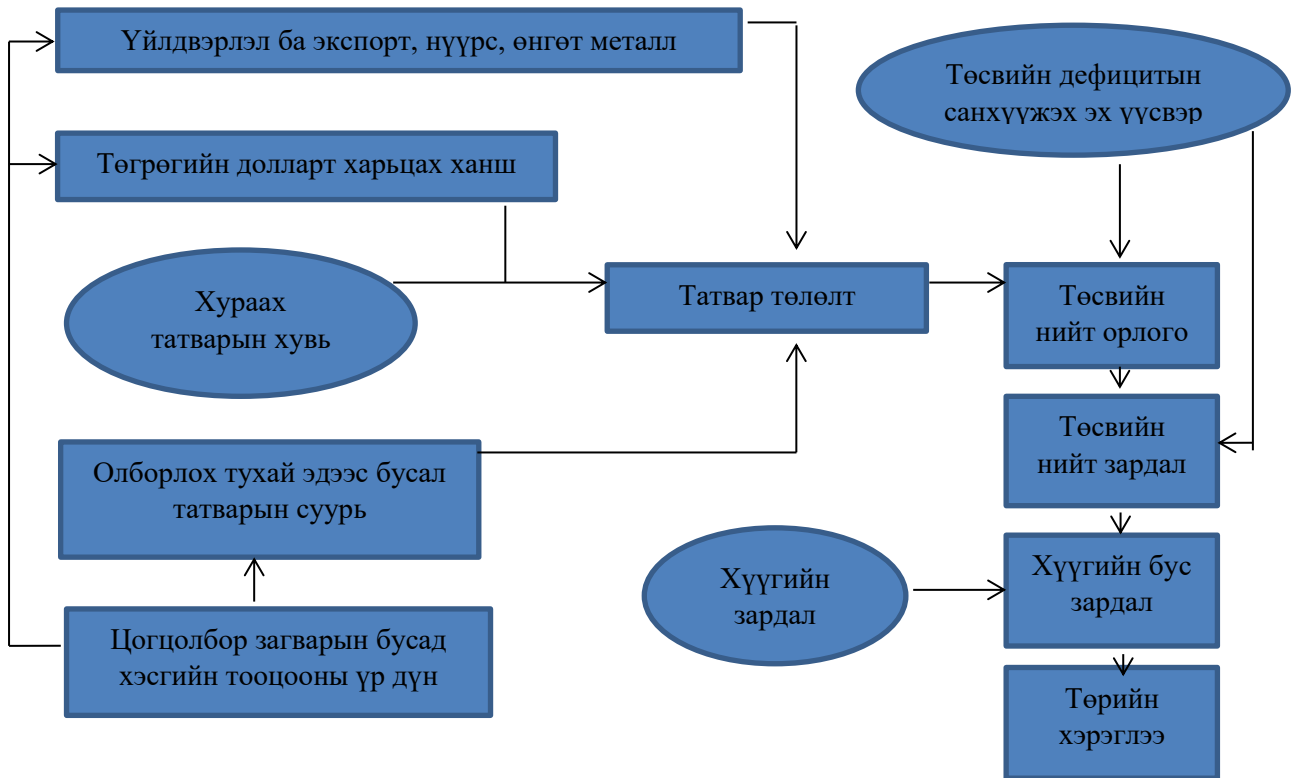 Үйлдвэрлэл ба экспорт, нүүрс, өнгөт металл
Төсвийн дефицитын
санхүүжэх эх үүсвэр
Төгрөгийн долларт харьцах ханш
Хураах
татварын хувь
Татвар төлөлт
Төсвийн
нийт орлого
Төсвийн
нийт зардал
Олборлох тухай эдээс бусал
татварын суурь
Хүүгийн
зардал
Хүүгийн бус
зардал
Цогцолбор загварын бусад
хэсгийн тооцооны үр дүн
Төрийн
хэрэглээ